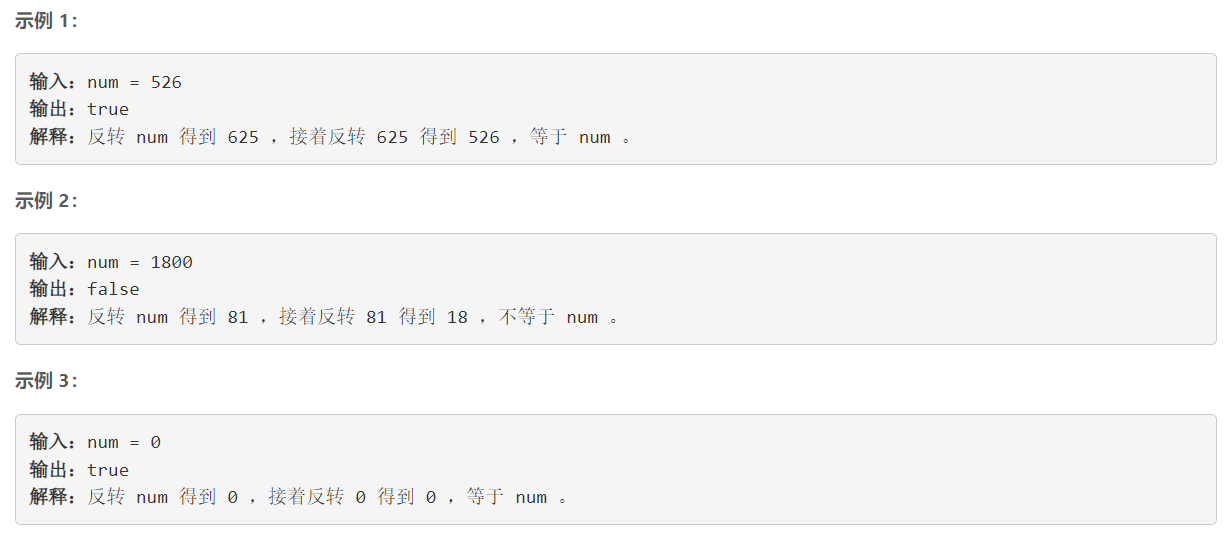 示例 1：
输入：num = 526
输出：true
解释：反转 num 得到 625 ，接着反转 625 得到 526 ，等于 num 。
示例 2：
输入：num = 1800
输出：false
解释：反转 num 得到 81 ，接着反转 81 得到 18 ，不等于 num 。
示例 3：
输入：num = 0
输出：true
解释：反转 num 得到 0 ，接着反转 0 得到 0 ，等于 num 。